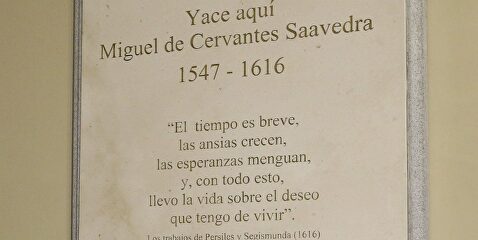 Yace aquí
Miguel de Cervantes Saavedra
1547 - 1616
“El tiempo es breve,
las ansias crecen,
las esperanzas menguan,
y, con todo esto,
llevo la vida sobre el deseo
que tengo de vivir”.
Los trabajos de Persiles y Segismunda (1616)